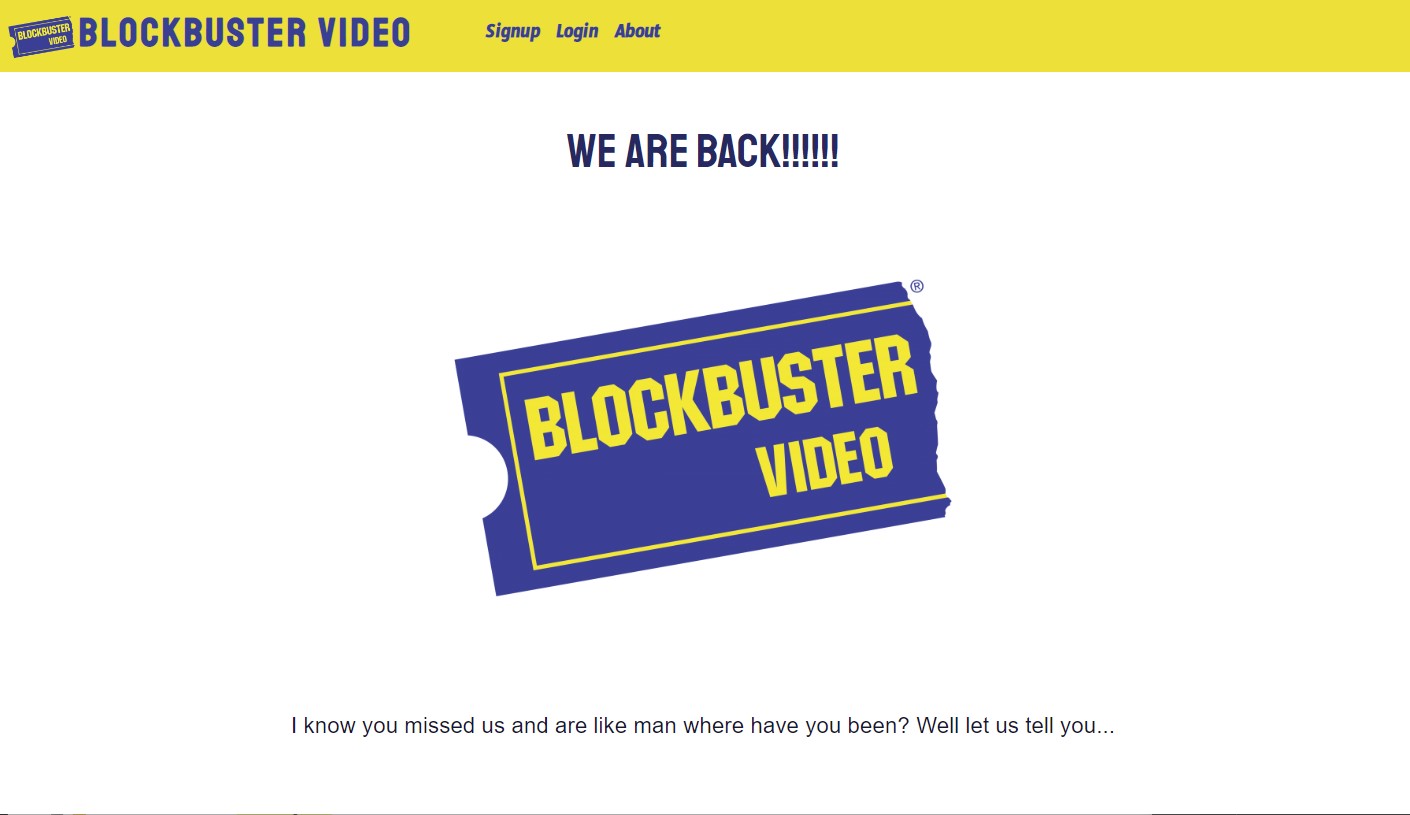 BLOCKBUSTER
VIDEO
BLOCKBUSTER VIDEO
Signup Login About
WE ARE BACK!!!!!!
®
BLOCKBUSTER
VIDEO
I know you missed us and are like man where have you been? Well let us tell you...